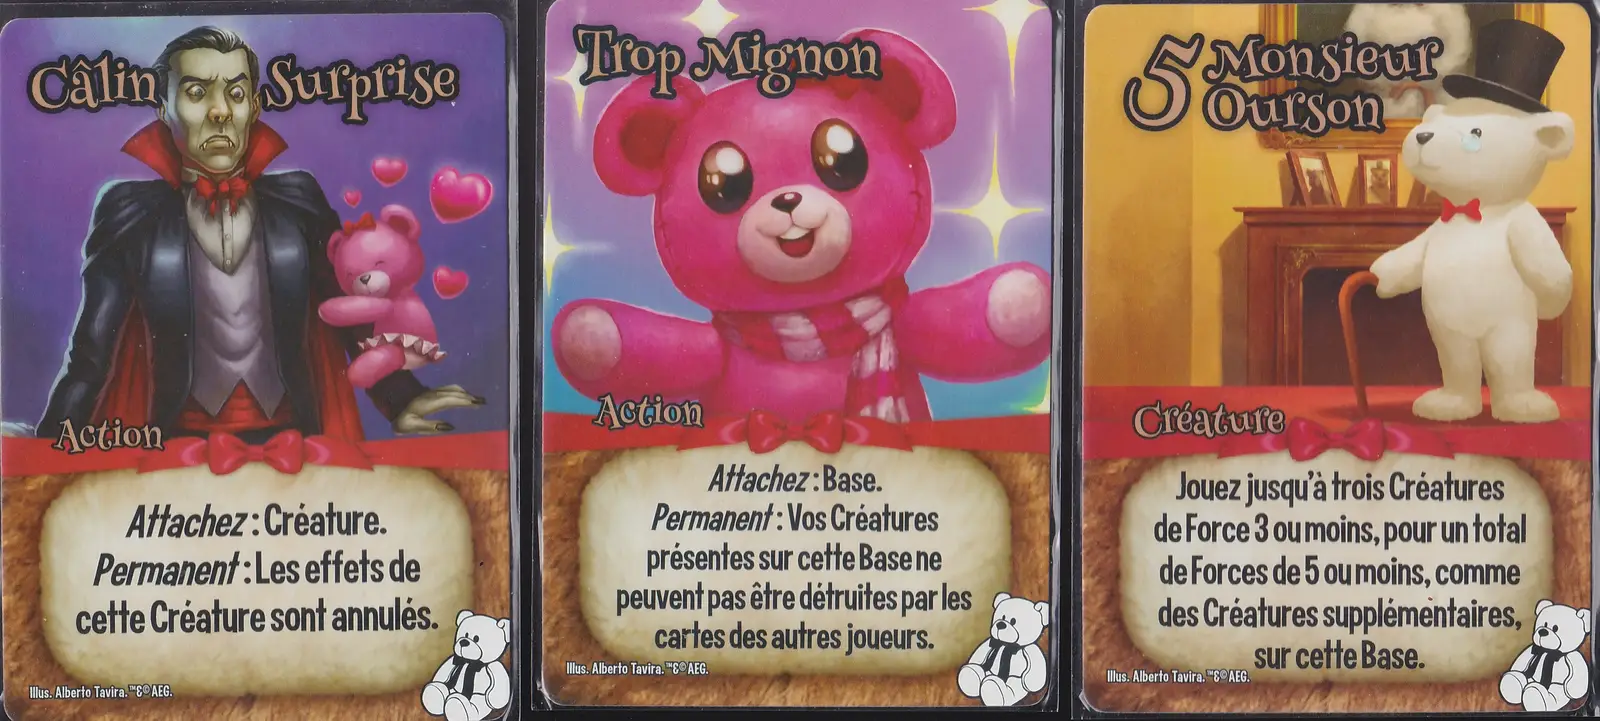 Câlin Surprise
Action
Attachez : Créature.
Permanent : Les effets de
cette Créature sont annulés.
Illus. Alberto Tavira.™&©AEG.
Trop Mignon
Action
Attachez : Base.
Permanent : Vos Créatures
présentes sur cette Base ne
peuvent pas être détruites par les
cartes des autres joueurs.
Illus. Alberto Tavira.™&©AEG.
5 Monsieur
Ourson
Créature
Jouez jusqu'à trois Créatures
de Force 3 ou moins, pour un total
de Forces de 5 ou moins, comme
des Créatures supplémentaires,
sur cette Base.
Illus. Alberto Tavira.™&©AEG.